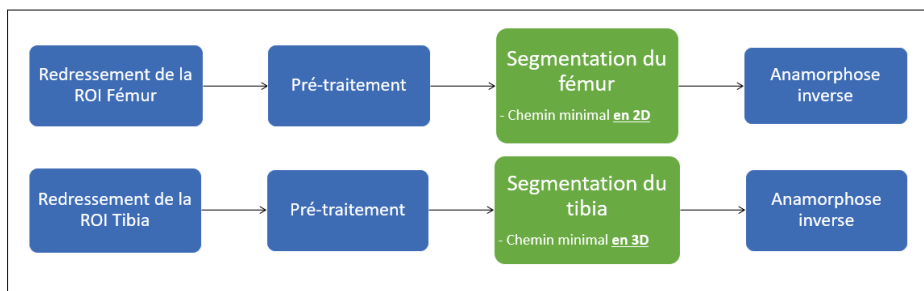 Redressement de la
ROI Fémur
Pré-traitement
Segmentation du
fémur
- Chemin minimal en 2D
Anamorphose
inverse
Redressement de la
ROI Tibia
Pré-traitement
Segmentation du
tibia
- Chemin minimal en 3D
Anamorphose
inverse